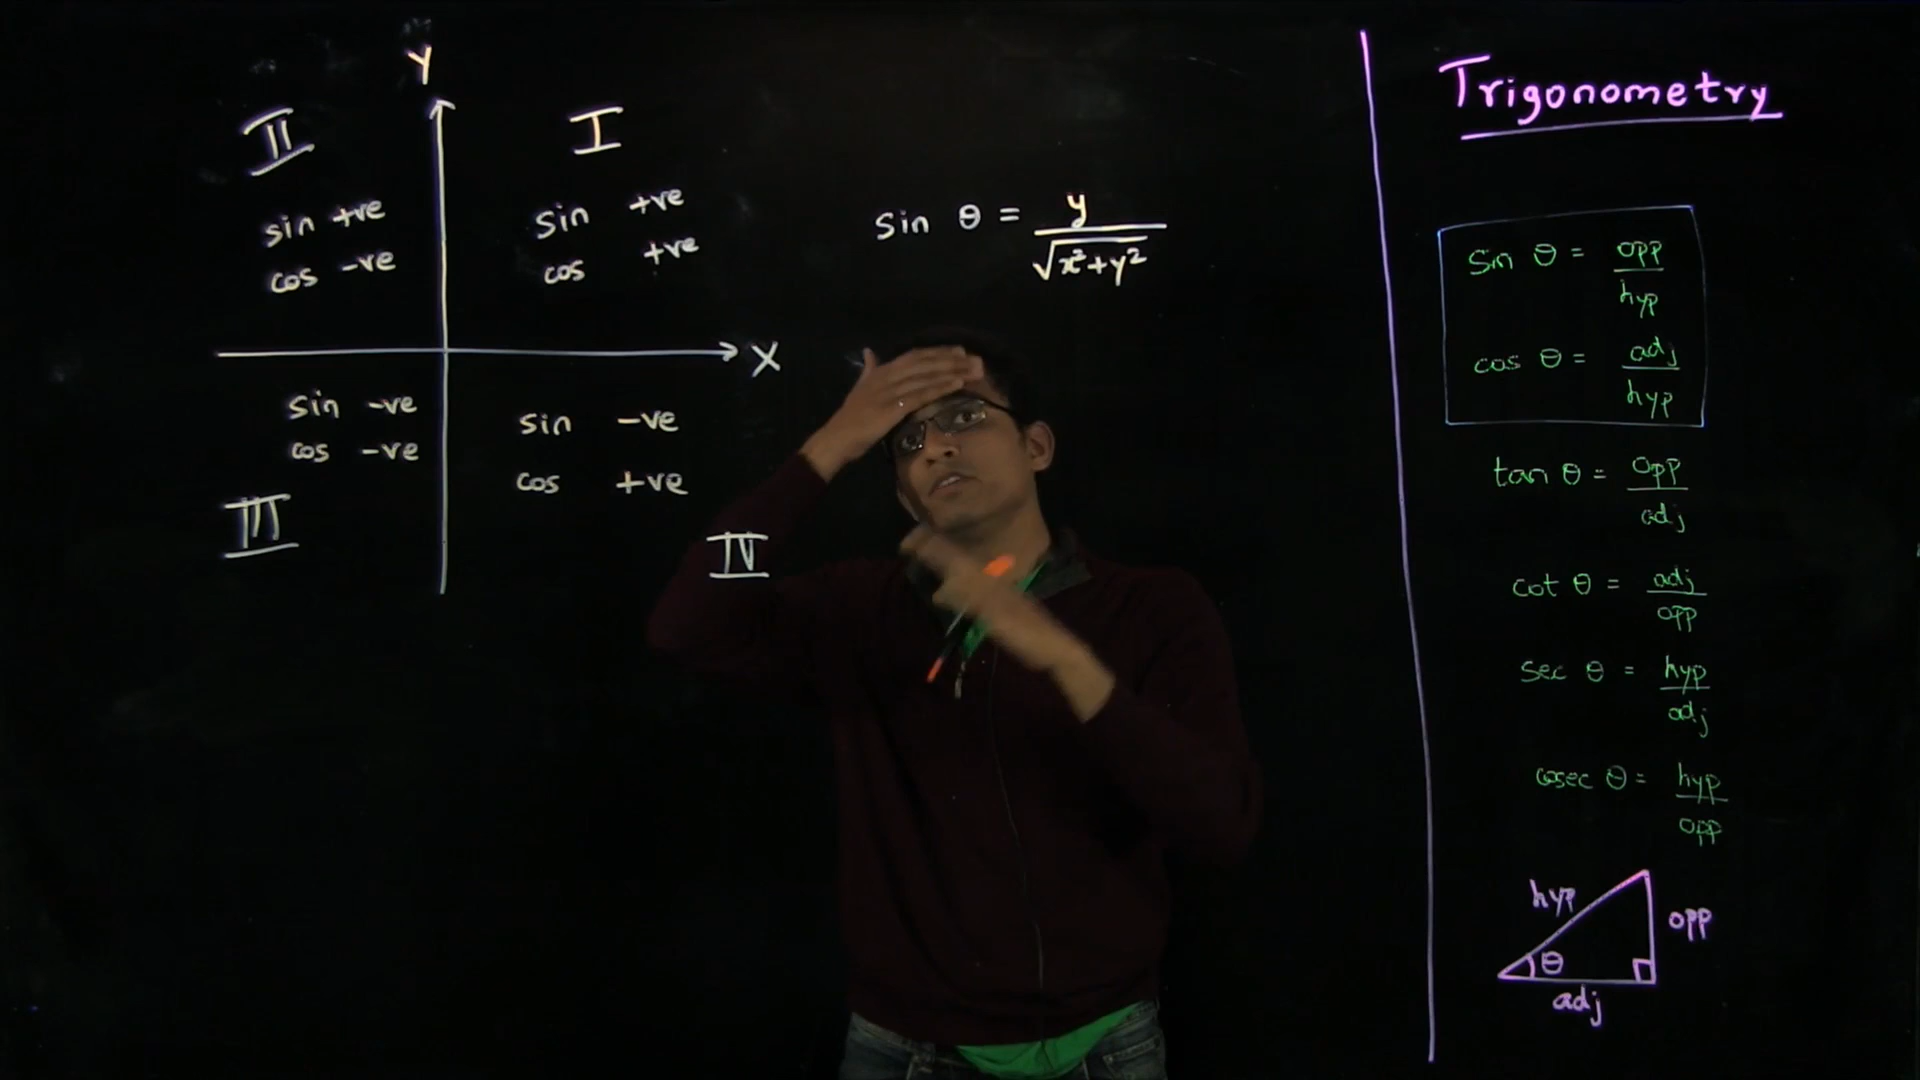 Y
II
I
sin +ve
cos -ve
sin +ve
cos +ve
X
sin -ve
cos -ve
III
sin -ve
cos +ve
IV
sin θ = y / √x²+y²
Trigonometry
sin θ = opp / hyp
cos θ = adj / hyp
tan θ = opp / adj
cot θ = adj / opp
sec θ = hyp / adj
cosec θ = hyp / opp
hyp
opp
θ
adj